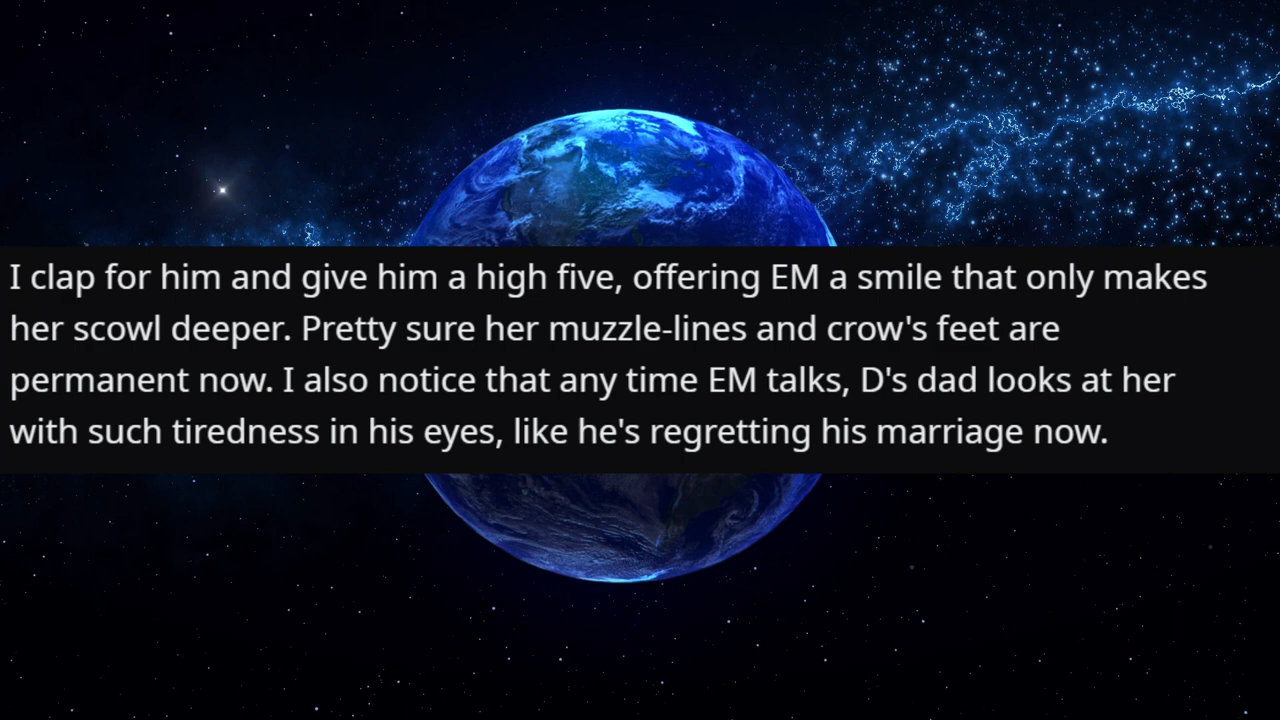 I clap for him and give him a high five, offering EM a smile that only makes
her scowl deeper. Pretty sure her muzzle-lines and crow's feet are
permanent now. I also notice that any time EM talks, D's dad looks at her
with such tiredness in his eyes, like he's regretting his marriage now.